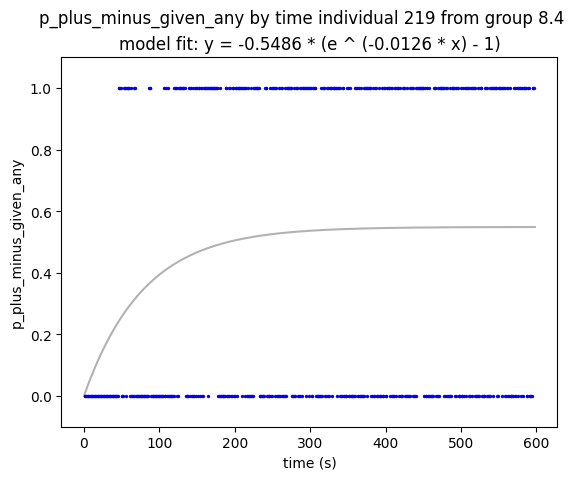 p_plus_minus_given_any by time individual 219 from group 8.4
model fit: y = -0.5486 * (e ^ (-0.0126 * x) - 1)
1.0
0.8
0.6
0.4
0.2
0.0
p_plus_minus_given_any
0 100 200 300 400 500 600
time (s)